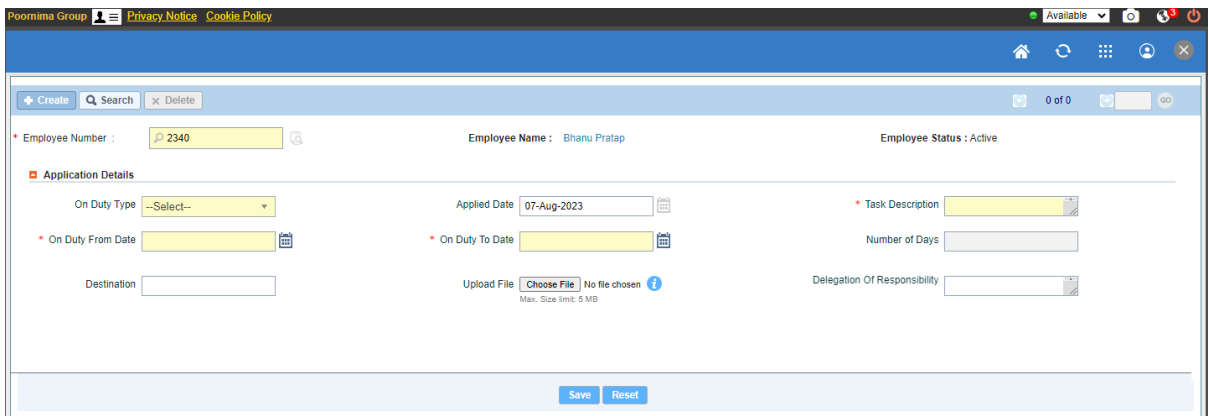 Poornima Group Privacy Notice Cookie Policy Available 3
Create Search Delete 0 of 0 GO
* Employee Number : 2340 Employee Name : Bhanu Pratap Employee Status : Active
Application Details
On Duty Type --Select-- Applied Date 07-Aug-2023 * Task Description
* On Duty From Date * On Duty To Date Number of Days
Destination Upload File Choose File No file chosen i Delegation Of Responsibility
Max. Size limit: 5 MB
Save Reset